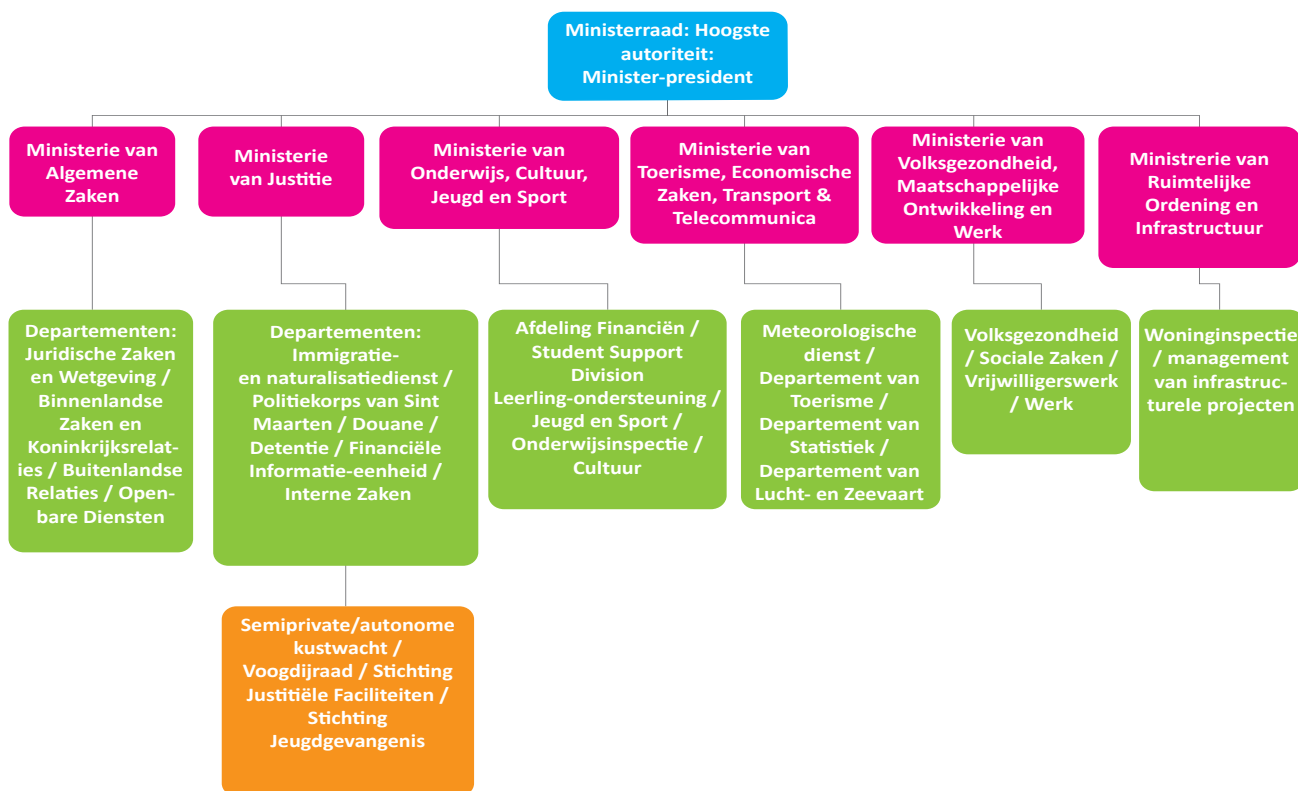 Ministerraad: Hoogste
autoriteit:
Minister-president
Ministerie van
Algemene
Zaken
Ministerie
van Justitie
Ministerie van
Onderwijs, Cultuur,
Jeugd en Sport
Ministerie van
Toerisme, Economische
Zaken, Transport &
Telecommunica
Ministerie van
Volksgezondheid,
Maatschappelijke
Ontwikkeling en
Werk
Ministrerie van
Ruimtelijke
Ordening en
Infrastructuur
Departementen:
Juridische Zaken
en Wetgeving /
Binnenlandse
Zaken en
Koninkrijksrelat-
ies / Buitenlandse
Relaties / Open-
bare Diensten
Departementen:
Immigratie-
en naturalisatiedienst /
Politiekorps van Sint
Maarten / Douane /
Detentie / Financiële
Informatie-eenheid /
Interne Zaken
Afdeling Financiën /
Student Support
Division
Leerling-ondersteuning /
Jeugd en Sport /
Onderwijsinspectie /
Cultuur
Meteorologische
dienst /
Departement van
Toerisme /
Departement van
Statistiek /
Departement van
Lucht- en Zeevaart
Volksgezondheid
/ Sociale Zaken /
Vrijwilligerswerk
/ Werk
Woninginspectie
/ management
van infrastruc-
turele projecten
Semiprivate/autonome
kustwacht /
Voogdijraad / Stichting
Justitiële Faciliteiten /
Stichting
Jeugdgevangenis